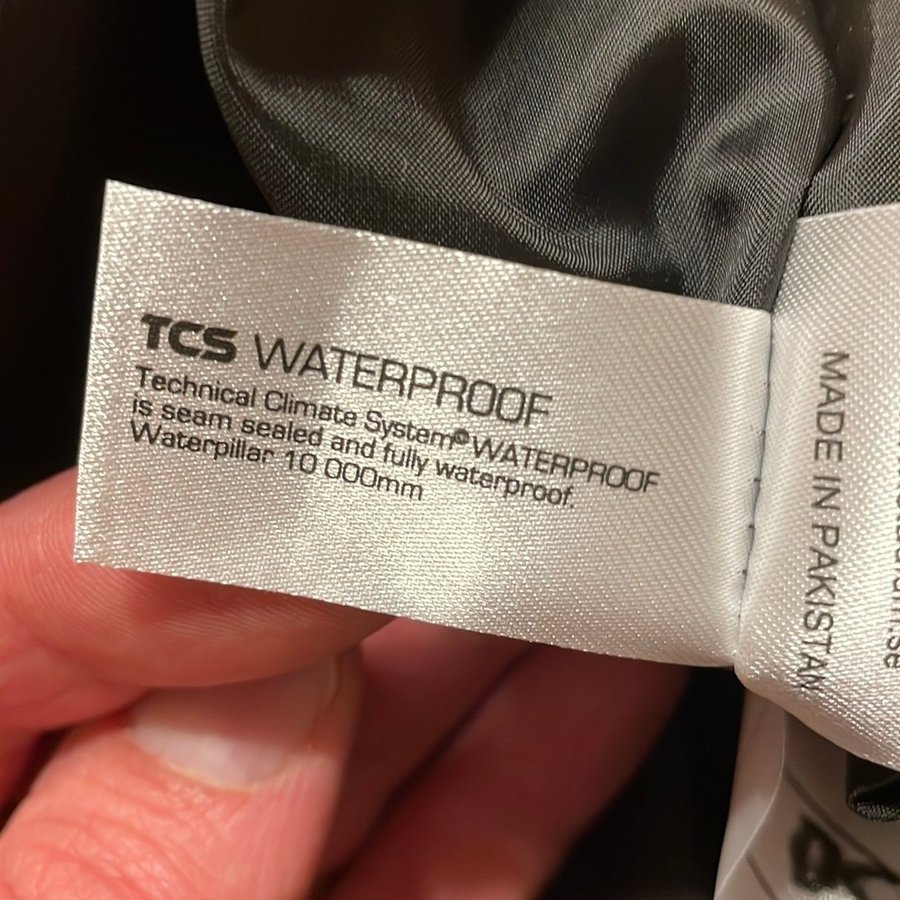 TCS WATERPROOF
Technical Climate System® WATERPROOF
is seam sealed and fully waterproof.
Waterpillar 10 000mm
MADE IN PAKISTAN